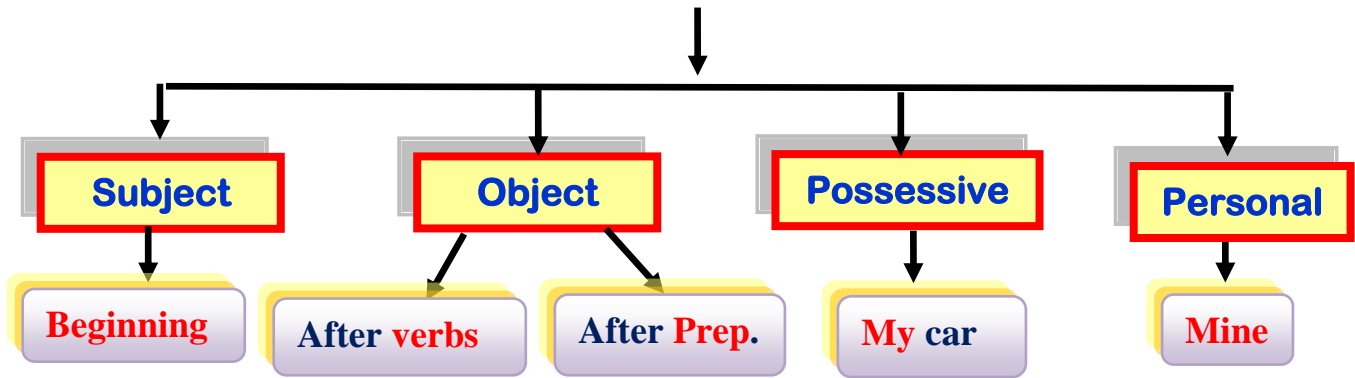 Subject
Object
Possessive
Personal
Beginning
After verbs
After Prep.
My car
Mine